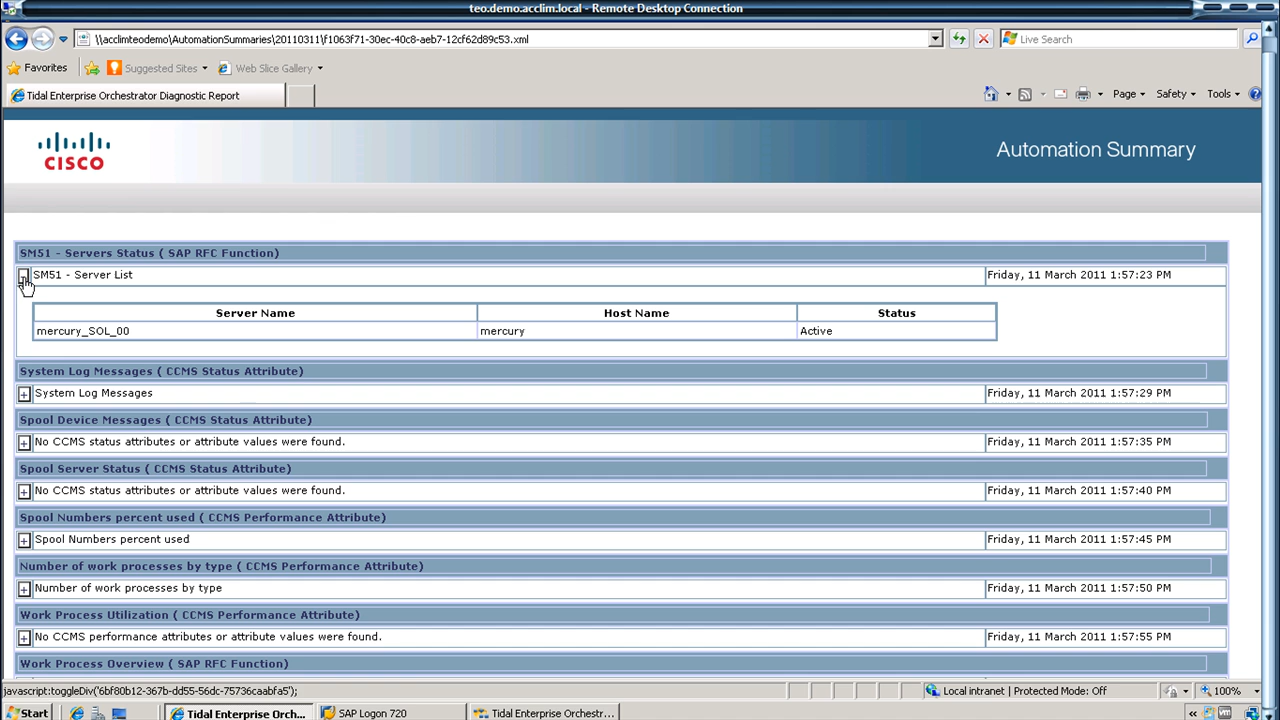 teo.demo.acclim.local - Remote Desktop Connection
\\acclimteodemo\AutomationSummaries\20110311\f1063f71-30ec-40c8-aeb7-12cf62d89c53.xml
Live Search
Favorites
Suggested Sites
Web Slice Gallery
Tidal Enterprise Orchestrator Diagnostic Report
Page
Safety
Tools
CISCO
Automation Summary
SM51 - Servers Status ( SAP RFC Function)
SM51 - Server List
Friday, 11 March 2011 1:57:23 PM
Server Name Host Name Status
mercury_SOL_00 mercury Active
System Log Messages ( CCMS Status Attribute)
System Log Messages
Friday, 11 March 2011 1:57:29 PM
Spool Device Messages ( CCMS Status Attribute)
No CCMS status attributes or attribute values were found.
Friday, 11 March 2011 1:57:35 PM
Spool Server Status ( CCMS Status Attribute)
No CCMS status attributes or attribute values were found.
Friday, 11 March 2011 1:57:40 PM
Spool Numbers percent used ( CCMS Performance Attribute)
Spool Numbers percent used
Friday, 11 March 2011 1:57:45 PM
Number of work processes by type ( CCMS Performance Attribute)
Number of work processes by type
Friday, 11 March 2011 1:57:50 PM
Work Process Utilization ( CCMS Performance Attribute)
No CCMS performance attributes or attribute values were found.
Friday, 11 March 2011 1:57:55 PM
Work Process Overview ( SAP RFC Function)
javascript:toggleDiv('6bf80b12-367b-dd55-56dc-75736caabfa5');
Local intranet | Protected Mode: Off
100%
Start
Tidal Enterprise Orc...
SAP Logon 720
Tidal Enterprise Orchestr...